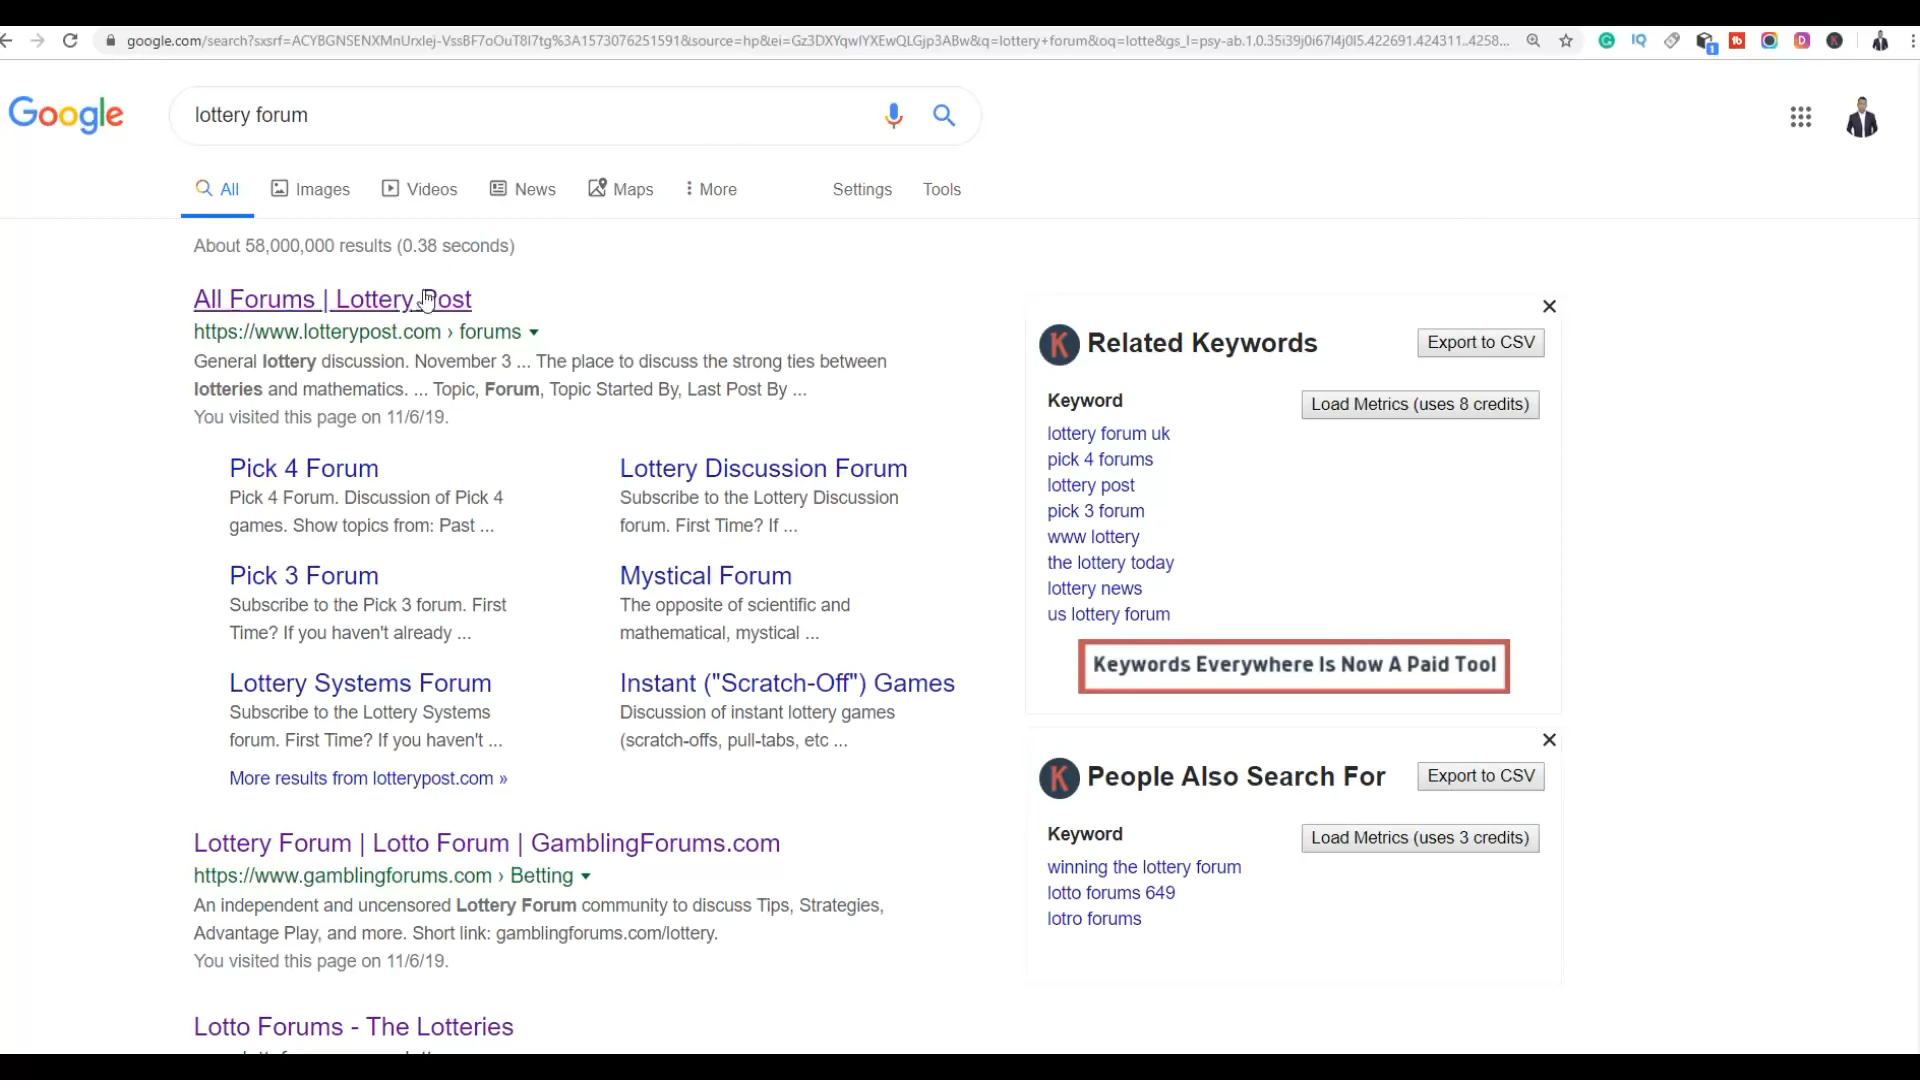 google.com/search?sxsrf=ACYBGNSENXMnUrxlej-VssBF7oOuT8I7tg%3A1573076251591&source=hp&ei=Gz3DXYqwIYXEwQLGjp3ABw&q=lottery+forum&oq=lotte&gs_l=psy-ab.1.0.35i39j0i67l4j0l5.422691.424311..4258...
Google
lottery forum
All Images Videos News Maps More Settings Tools
About 58,000,000 results (0.38 seconds)
All Forums | Lottery Post
https://www.lotterypost.com › forums
General lottery discussion. November 3 ... The place to discuss the strong ties between
lotteries and mathematics. ... Topic, Forum, Topic Started By, Last Post By ...
You visited this page on 11/6/19.
Pick 4 Forum
Pick 4 Forum. Discussion of Pick 4
games. Show topics from: Past ...
Lottery Discussion Forum
Subscribe to the Lottery Discussion
forum. First Time? If ...
Pick 3 Forum
Subscribe to the Pick 3 forum. First
Time? If you haven't already ...
Mystical Forum
The opposite of scientific and
mathematical, mystical ...
Lottery Systems Forum
Subscribe to the Lottery Systems
forum. First Time? If you haven't ...
Instant ("Scratch-Off") Games
Discussion of instant lottery games
(scratch-offs, pull-tabs, etc ...
More results from lotterypost.com »
Lottery Forum | Lotto Forum | GamblingForums.com
https://www.gamblingforums.com › Betting
An independent and uncensored Lottery Forum community to discuss Tips, Strategies,
Advantage Play, and more. Short link: gamblingforums.com/lottery.
You visited this page on 11/6/19.
Lotto Forums - The Lotteries
K Related Keywords
Export to CSV
Keyword
Load Metrics (uses 8 credits)
lottery forum uk
pick 4 forums
lottery post
pick 3 forum
www lottery
the lottery today
lottery news
us lottery forum
Keywords Everywhere Is Now A Paid Tool
K People Also Search For
Export to CSV
Keyword
Load Metrics (uses 3 credits)
winning the lottery forum
lotto forums 649
lotro forums